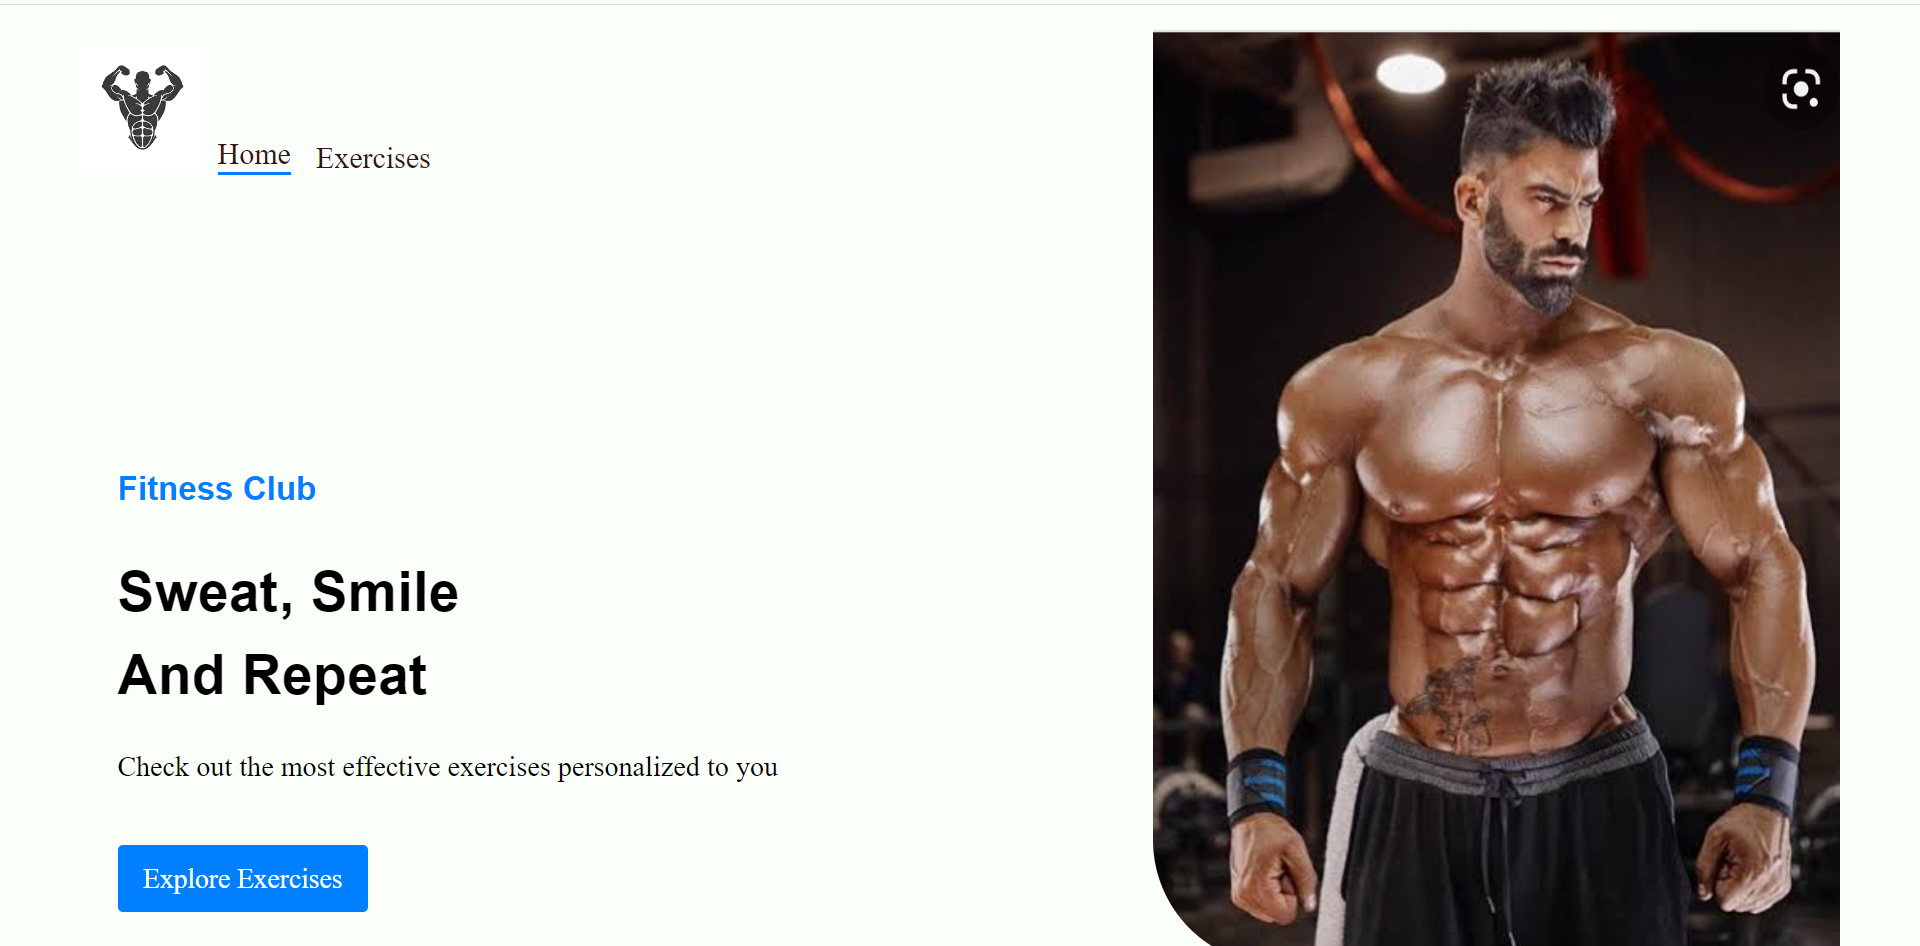 Home Exercises
Fitness Club
Sweat, Smile
And Repeat
Check out the most effective exercises personalized to you
Explore Exercises